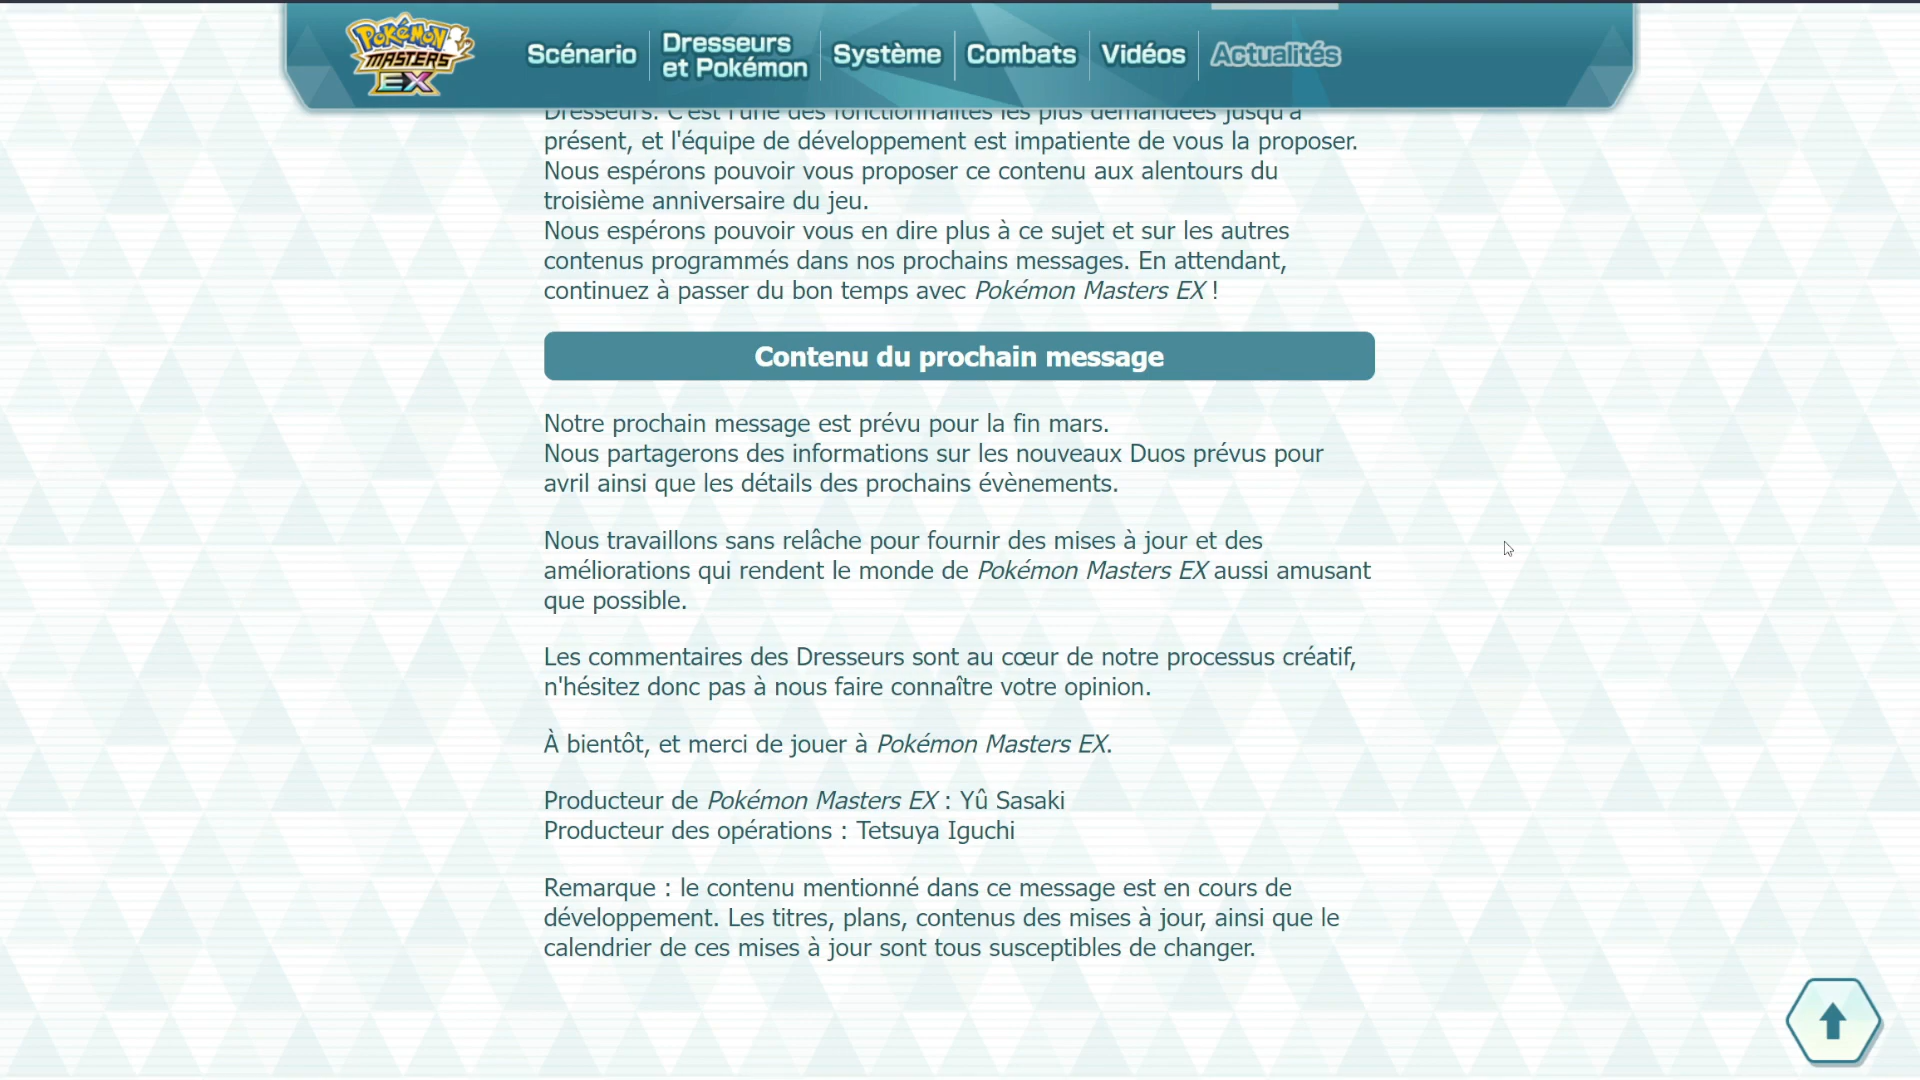 Pokémon
MASTERS
EX
Scénario
Dresseurs
et Pokémon
Système
Combats
Vidéos
Actualités
Dresseurs. C'est l'une des fonctionnalités les plus demandées jusqu'à
présent, et l'équipe de développement est impatiente de vous la proposer.
Nous espérons pouvoir vous proposer ce contenu aux alentours du
troisième anniversaire du jeu.
Nous espérons pouvoir vous en dire plus à ce sujet et sur les autres
contenus programmés dans nos prochains messages. En attendant,
continuez à passer du bon temps avec Pokémon Masters EX !
Contenu du prochain message
Notre prochain message est prévu pour la fin mars.
Nous partagerons des informations sur les nouveaux Duos prévus pour
avril ainsi que les détails des prochains évènements.
Nous travaillons sans relâche pour fournir des mises à jour et des
améliorations qui rendent le monde de Pokémon Masters EX aussi amusant
que possible.
Les commentaires des Dresseurs sont au cœur de notre processus créatif,
n'hésitez donc pas à nous faire connaître votre opinion.
À bientôt, et merci de jouer à Pokémon Masters EX.
Producteur de Pokémon Masters EX : Yû Sasaki
Producteur des opérations : Tetsuya Iguchi
Remarque : le contenu mentionné dans ce message est en cours de
développement. Les titres, plans, contenus des mises à jour, ainsi que le
calendrier de ces mises à jour sont tous susceptibles de changer.